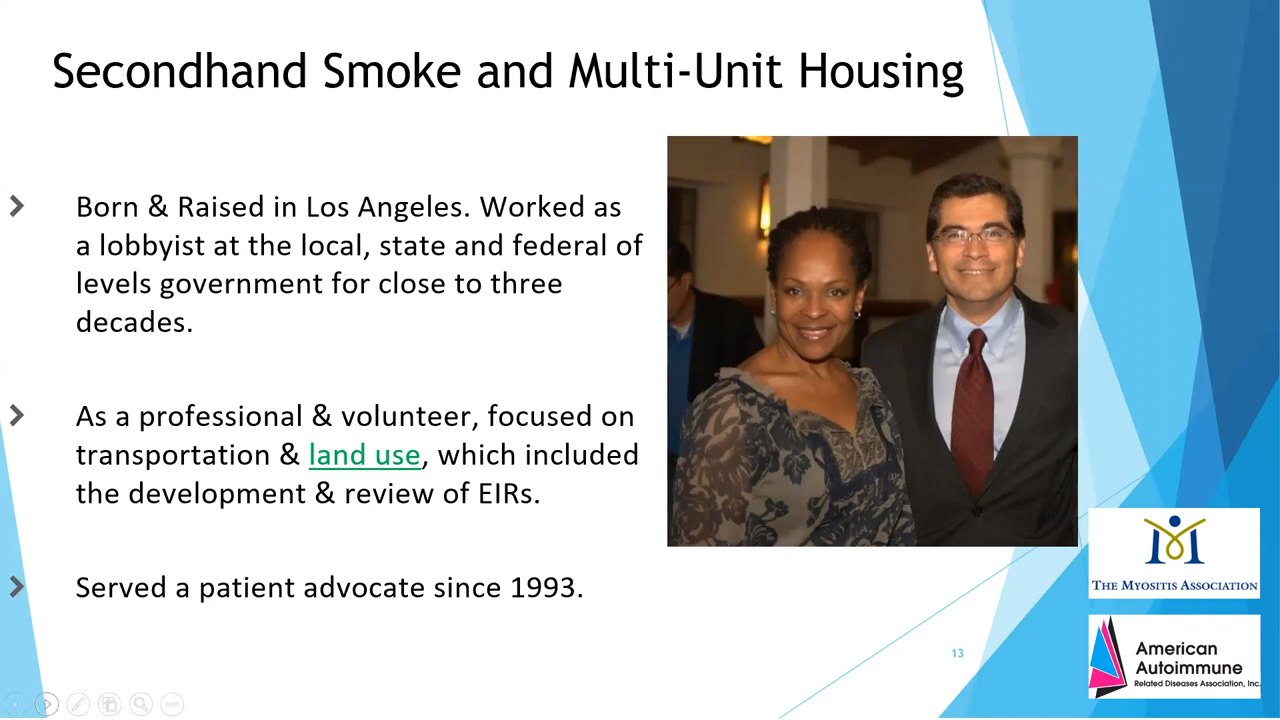 Secondhand Smoke and Multi-Unit Housing
Born & Raised in Los Angeles. Worked as
a lobbyist at the local, state and federal of
levels government for close to three
decades.
As a professional & volunteer, focused on
transportation & land use, which included
the development & review of EIRs.
Served a patient advocate since 1993.
THE MYOSITIS ASSOCIATION
American
Autoimmune
Related Diseases Association, Inc.
13